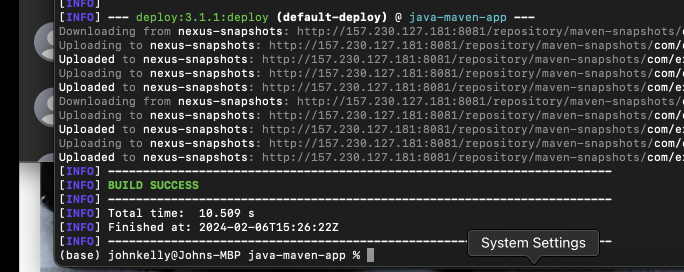 [INFO]
[INFO] --- deploy:3.1.1:deploy (default-deploy) @ java-maven-app ---
Downloading from nexus-snapshots: http://157.230.127.181:8081/repository/maven-snapshots/
Uploading to nexus-snapshots: http://157.230.127.181:8081/repository/maven-snapshots/com/e
Uploaded to nexus-snapshots: http://157.230.127.181:8081/repository/maven-snapshots/com/ex
Uploading to nexus-snapshots: http://157.230.127.181:8081/repository/maven-snapshots/com/e
Uploaded to nexus-snapshots: http://157.230.127.181:8081/repository/maven-snapshots/com/ex
Downloading from nexus-snapshots: http://157.230.127.181:8081/repository/maven-snapshots/
Uploading to nexus-snapshots: http://157.230.127.181:8081/repository/maven-snapshots/com/e
Uploaded to nexus-snapshots: http://157.230.127.181:8081/repository/maven-snapshots/com/ex
Uploading to nexus-snapshots: http://157.230.127.181:8081/repository/maven-snapshots/com/e
Uploaded to nexus-snapshots: http://157.230.127.181:8081/repository/maven-snapshots/com/ex
[INFO] ------------------------------------------------------------------------
[INFO] BUILD SUCCESS
[INFO] ------------------------------------------------------------------------
[INFO] Total time:  10.509 s
[INFO] Finished at: 2024-02-06T15:26:22Z
[INFO] ------------------------------------------------------------------------
(base) johnkelly@Johns-MBP java-maven-app %
System Settings